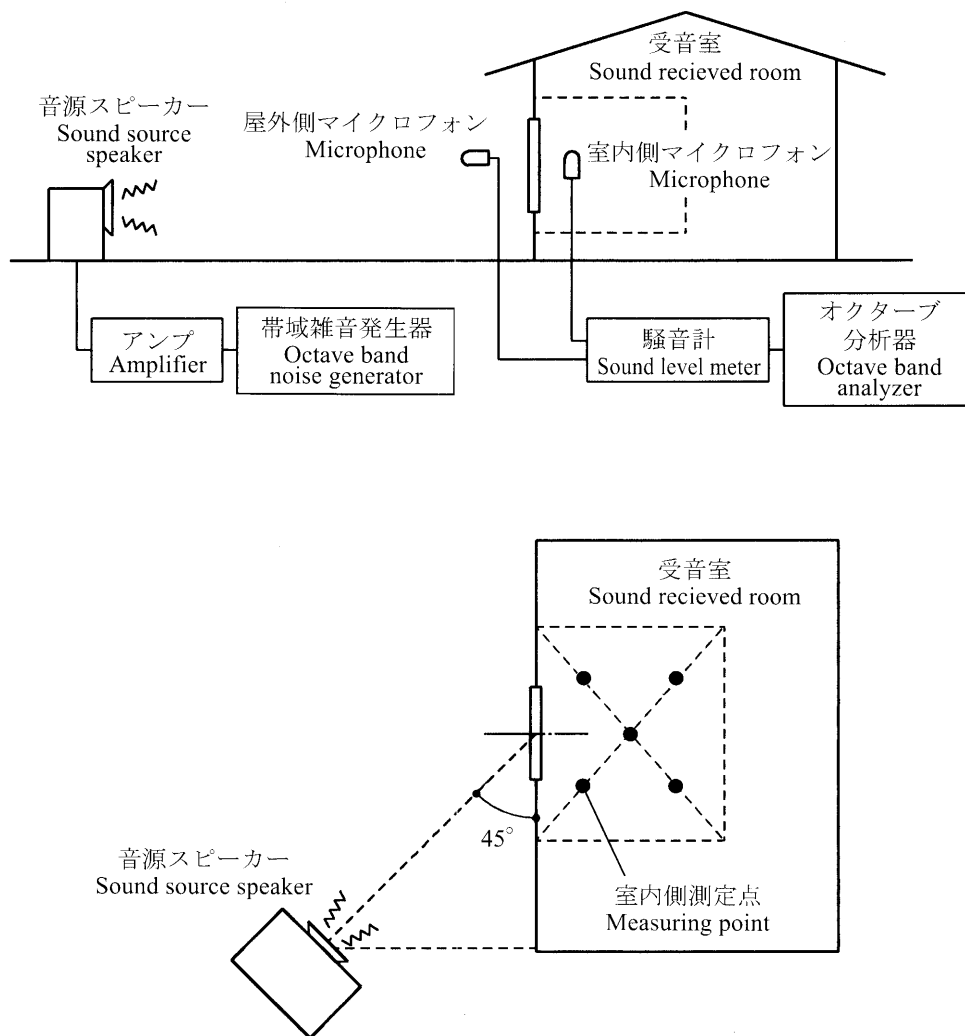 受音室
Sound recieved room
音源スピーカー
Sound source
speaker
屋外側マイクロフォン
Microphone
室内側マイクロフォン
Microphone
アンプ
Amplifier
帯域雑音発生器
Octave band
noise generator
騒音計
Sound level meter
オクターブ
分析器
Octave band
analyzer
受音室
Sound recieved room
45°
音源スピーカー
Sound source speaker
室内側測定点
Measuring point